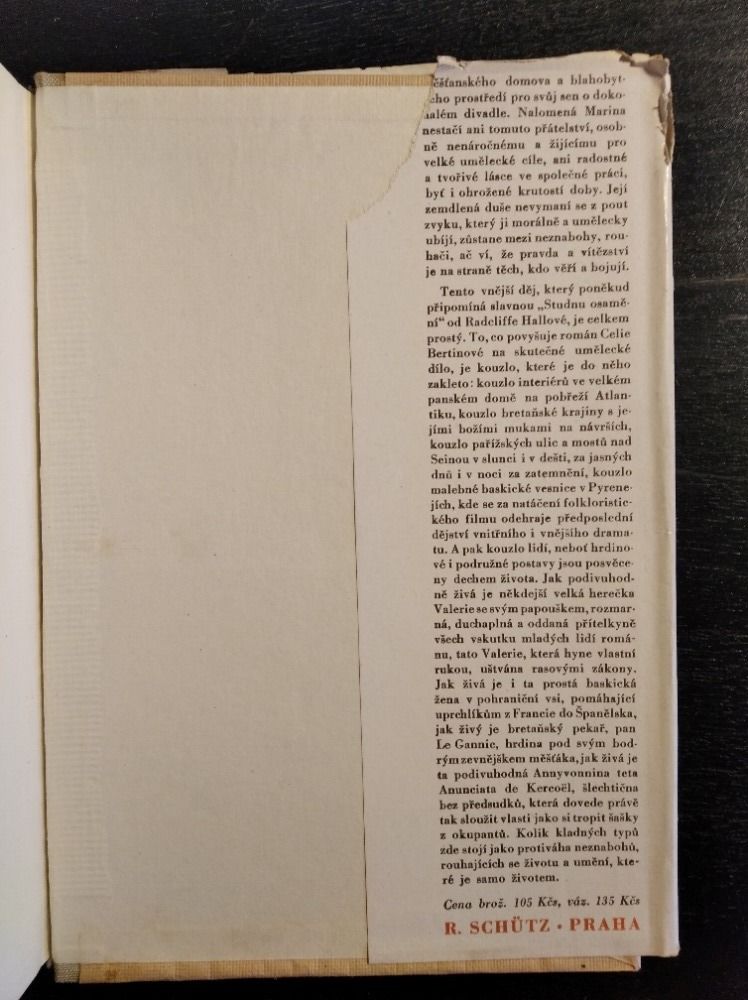 ěšťanského domova a blahobyt-
ého prostředí pro svůj sen o doko-
nalém divadle. Nalomená Marina
nestačí ani tomuto přátelství, osob-
ně nenáročnému a žijícímu pro
velké umělecké cíle, ani radostné
a tvořivé lásce ve společné práci,
byť i ohrožené krutostí doby. Její
zemdlená duše nevymaní se z pout
zvyku, který ji morálně a umělecky
ubíjí, zůstane mezi neznabohy, rou-
hači, ač ví, že pravda a vítězství
je na straně těch, kdo věří a bojují.
Tento vnější děj, který poněkud
připomíná slavnou „Studnu osamě-
ní“ od Radcliffe Hallové, je celkem
prostý. To, co povyšuje román Celie
Bertinové na skutečné umělecké
dílo, je kouzlo, které je do něho
zakleto: kouzlo interiérů ve velkém
panském domě na pobřeží Atlan-
tiku, kouzlo bretaňské krajiny s je-
jími božími mukami na návrších,
kouzlo pařížských ulic a mostů nad
Seinou v slunci i v dešti, za jasných
dnů i v noci za zatemnění, kouzlo
malebné baskické vesnice v Pyrene-
jích, kde se za natáčení folkloristic-
kého filmu odehraje předposlední
dějství vnitřního i vnějšího drama-
tu. A pak kouzlo lidí, neboť hrdino-
vé i podružné postavy jsou posvěce-
ny dechem života. Jak podivuhod-
ně živá je někdejší velká herečka
Valerie se svým papouškem, rozmar-
ná, duchaplná a oddaná přítelkyně
všech vskutku mladých lidí romá-
nu, tato Valerie, která hyne vlastní
rukou, uštvána rasovými zákony.
Jak živá je i ta prostá baskická
žena v pohraniční vsi, pomáhající
uprchlíkům z Francie do Španělska,
jak živý je bretaňský pekař, pan
Le Gannic, hrdina pod svým bod-
rým zevnějškem měšťáka, jak živá je
ta podivuhodná Annyvonnina teta
Anunciata de Kercoël, šlechtična
bez předsudků, která dovede právě
tak sloužit vlasti jako si tropit šašky
z okupantů. Kolik kladných typů
zde stojí jako protiváha neznabohů,
rouhajících se životu a umění, kte-
ré je samo životem.
Cena brož. 105 Kčs, váz. 135 Kčs
R. SCHÜTZ • PRAHA